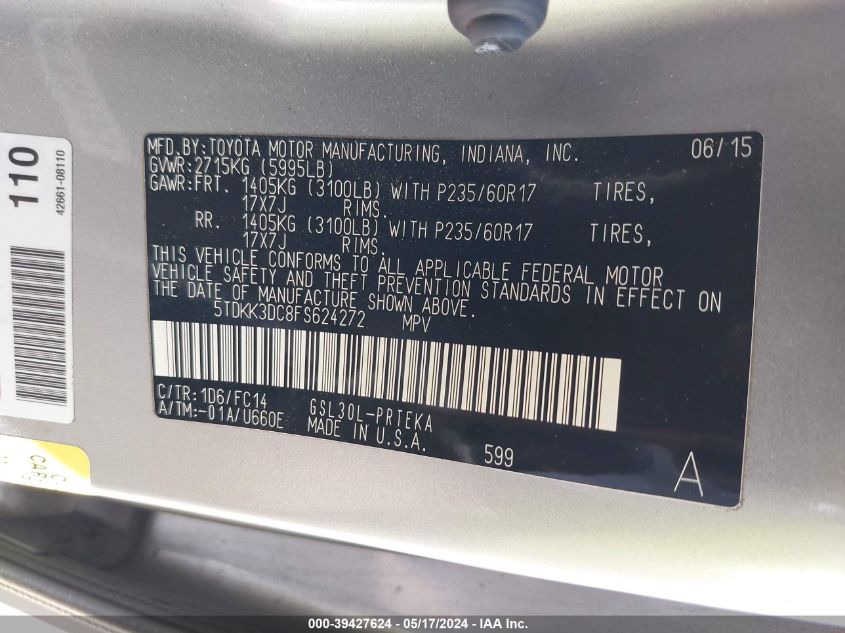 110
42661-08110
MFD.BY:TOYOTA MOTOR MANUFACTURING, INDIANA, INC. 06/15
GVWR:2715KG (5995LB)
GAWR:FRT. 1405KG (3100LB) WITH P235/60R17 TIRES,
17X7J RIMS.
RR. 1405KG (3100LB) WITH P235/60R17 TIRES,
17X7J RIMS
THIS VEHICLE CONFORMS TO ALL APPLICABLE FEDERAL MOTOR
VEHICLE SAFETY AND THEFT PREVENTION STANDARDS IN EFFECT ON
THE DATE OF MANUFACTURE SHOWN ABOVE.
5TDKK3DC8FS624272 MPV
C/TR:1D6/FC14 GSL30L-PRTEKA
A/TM:-01A/U660E MADE IN U.S.A. 599
A
000-39427624 - 05/17/2024 - IAA